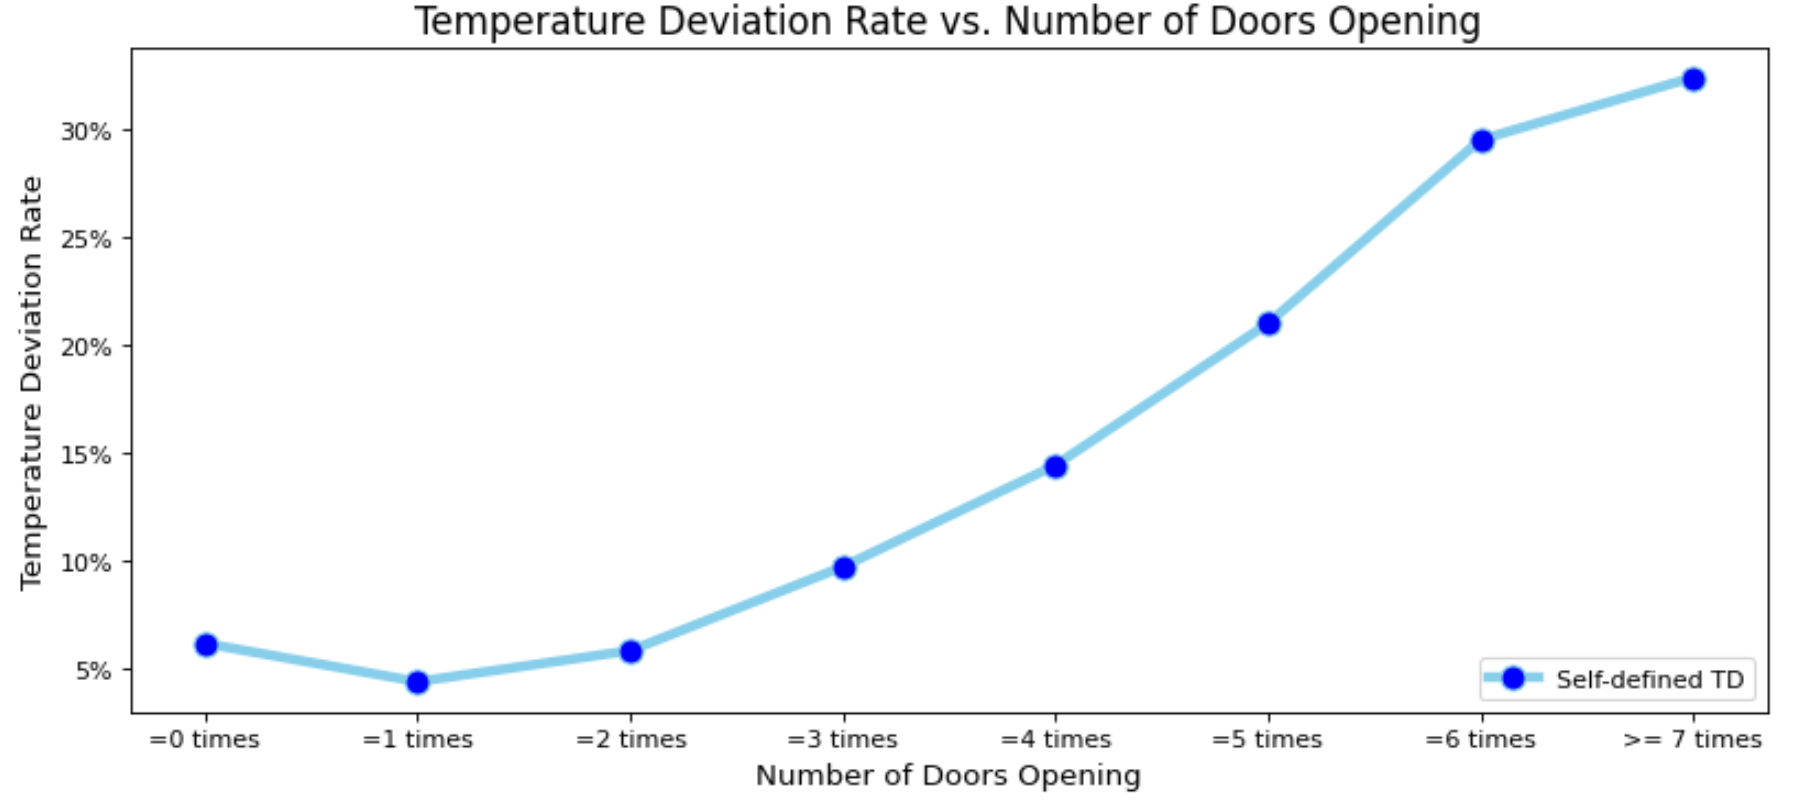 Temperature Deviation Rate vs. Number of Doors Opening
Temperature Deviation Rate
30%
25%
20%
15%
10%
5%
Self-defined TD
=0 times
=1 times
=2 times
=3 times
=4 times
=5 times
=6 times
>= 7 times
Number of Doors Opening